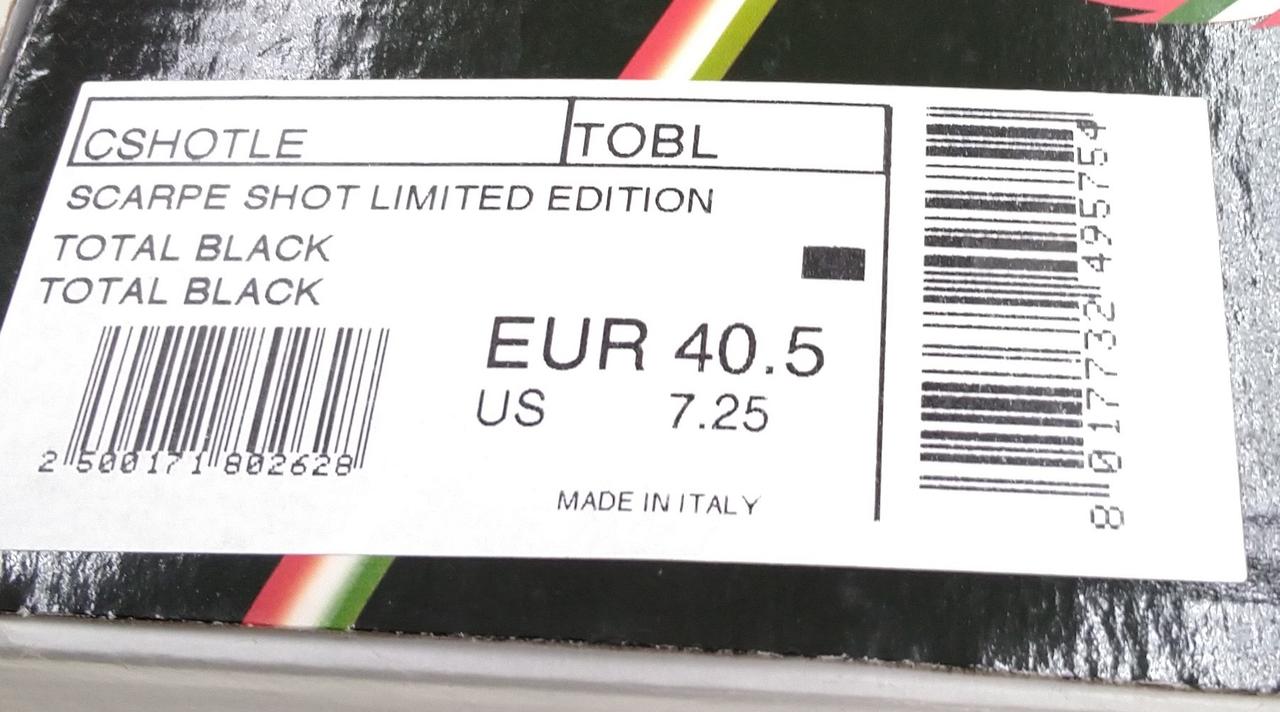 CSHOTLE
TOBL
SCARPE SHOT LIMITED EDITION
TOTAL BLACK
TOTAL BLACK
EUR 40.5
US 7.25
2 500171 802628
MADE IN ITALY
8 017732 495754